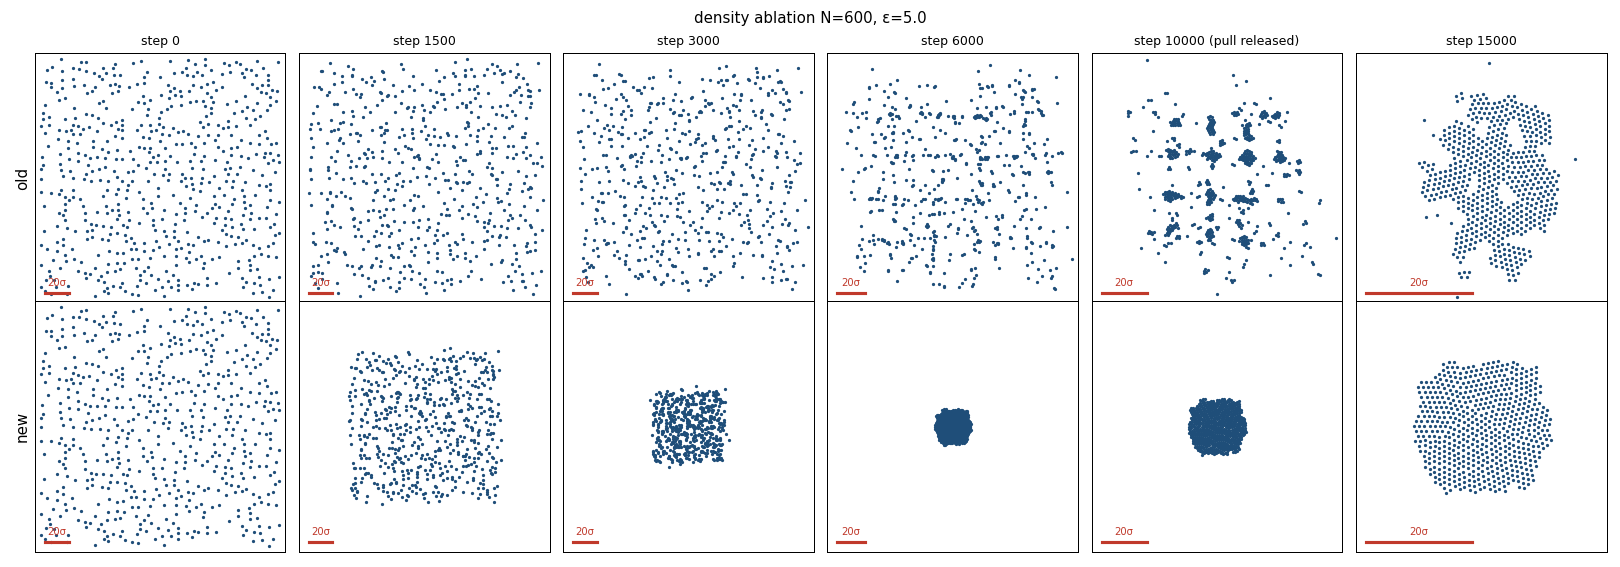 density ablation N=600, ε=5.0
step 0
step 1500
step 3000
step 6000
step 10000 (pull released)
step 15000
old
20σ
20σ
20σ
20σ
20σ
20σ
new
20σ
20σ
20σ
20σ
20σ
20σ